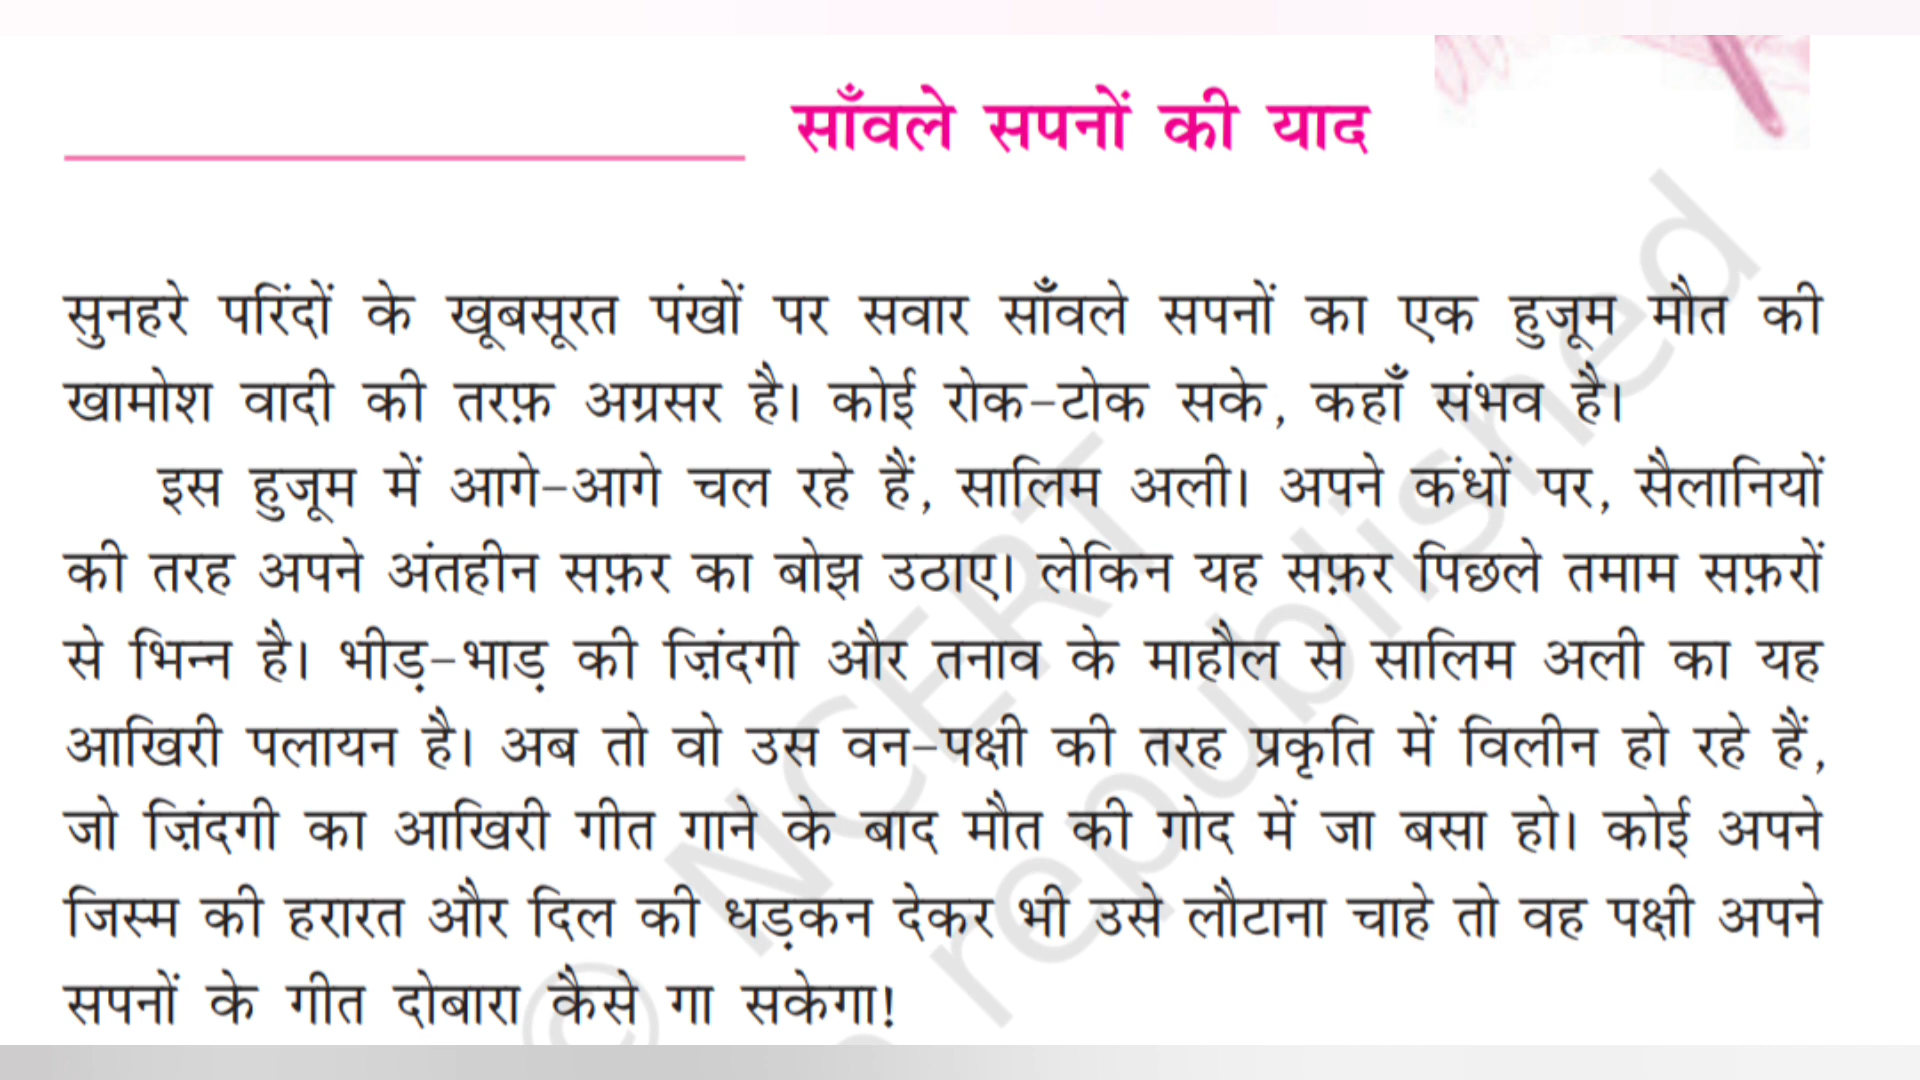 साँवले सपनों की याद
सुनहरे परिंदों के खूबसूरत पंखों पर सवार साँवले सपनों का एक हुजूम मौत की
खामोश वादी की तरफ़ अग्रसर है। कोई रोक-टोक सके, कहाँ संभव है।
इस हुजूम में आगे-आगे चल रहे हैं, सालिम अली। अपने कंधों पर, सैलानियों
की तरह अपने अंतहीन सफ़र का बोझ उठाए। लेकिन यह सफ़र पिछले तमाम सफ़रों
से भिन्न है। भीड़-भाड़ की ज़िंदगी और तनाव के माहौल से सालिम अली का यह
आखिरी पलायन है। अब तो वो उस वन-पक्षी की तरह प्रकृति में विलीन हो रहे हैं,
जो ज़िंदगी का आखिरी गीत गाने के बाद मौत की गोद में जा बसा हो। कोई अपने
जिस्म की हरारत और दिल की धड़कन देकर भी उसे लौटाना चाहे तो वह पक्षी अपने
सपनों के गीत दोबारा कैसे गा सकेगा!
© NCERT
republished